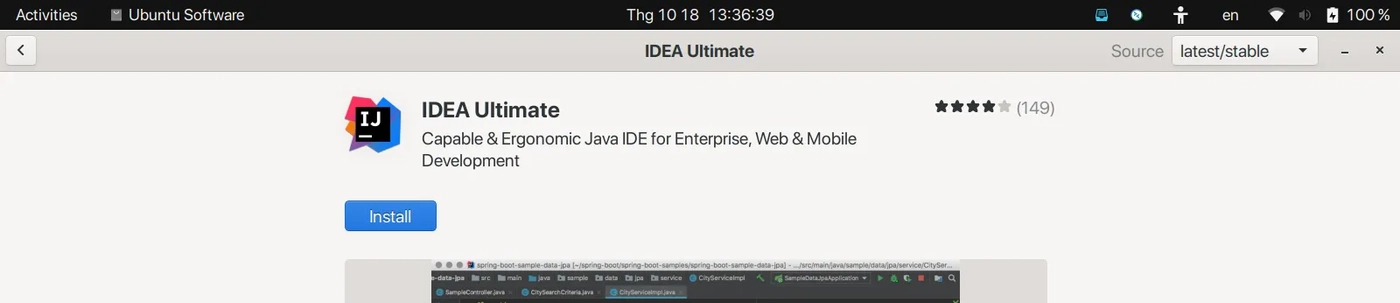 Activities Ubuntu Software Thg 10 18 13:36:39 en 100 %
IDEA Ultimate Source latest/stable
IJ
IDEA Ultimate (149)
Capable & Ergonomic Java IDE for Enterprise, Web & Mobile
Development
Install
spring-boot-sample-data-jpa [~/spring-boot/spring-boot-samples/spring-boot-sample-data-jpa] - .../src/main/java/sample/data/jpa/service/CitySer...
e-data-jpa src main java sample data jpa service CityServiceImpl SampleDataJpaApplication
SampleController.java CitySearchCriteria.java CityServiceImpl.java